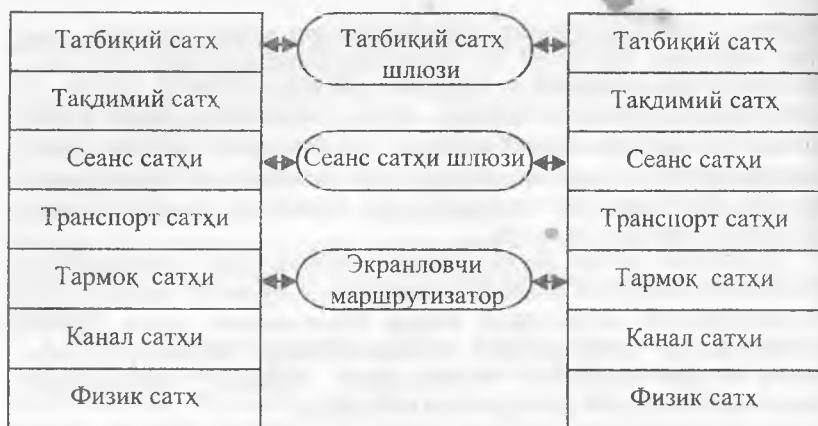 Татбиқий сатҳ
Татбиқий сатҳ
шлюзи
Татбиқий сатҳ
Тақдимий сатҳ
Тақдимий сатҳ
Сеанс сатҳи
Сеанс сатҳи шлюзи
Сеанс сатҳи
Транспорт сатҳи
Транспорт сатҳи
Тармоқ сатҳи
Экранловчи
маршрутизатор
Тармоқ сатҳи
Канал сатҳи
Канал сатҳи
Физик сатҳ
Физик сатҳ